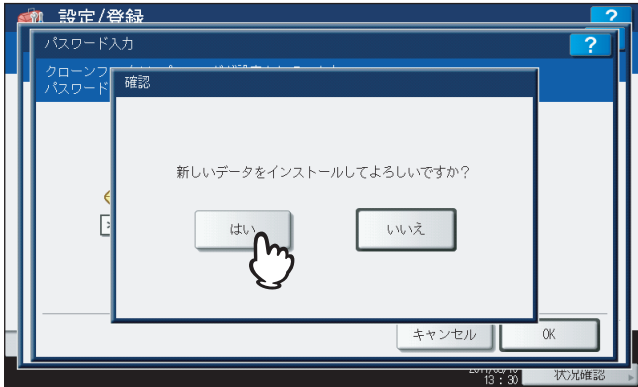 設定/登録
?
パスワード入力
?
クローンフ
パスワード
確認
新しいデータをインストールしてよろしいですか?
はい
いいえ
キャンセル
OK
13:30
状況確認